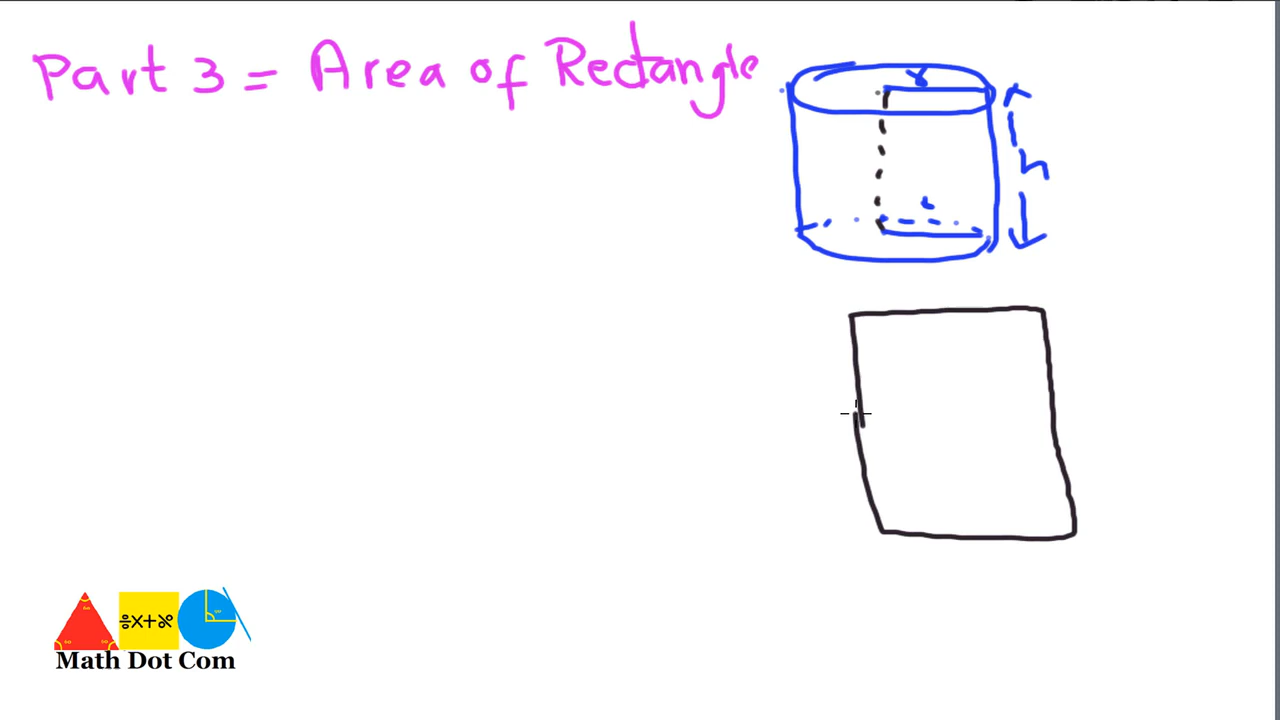 Part 3 = Area of Rectangle
r
h
r
÷x+%
Math Dot Com